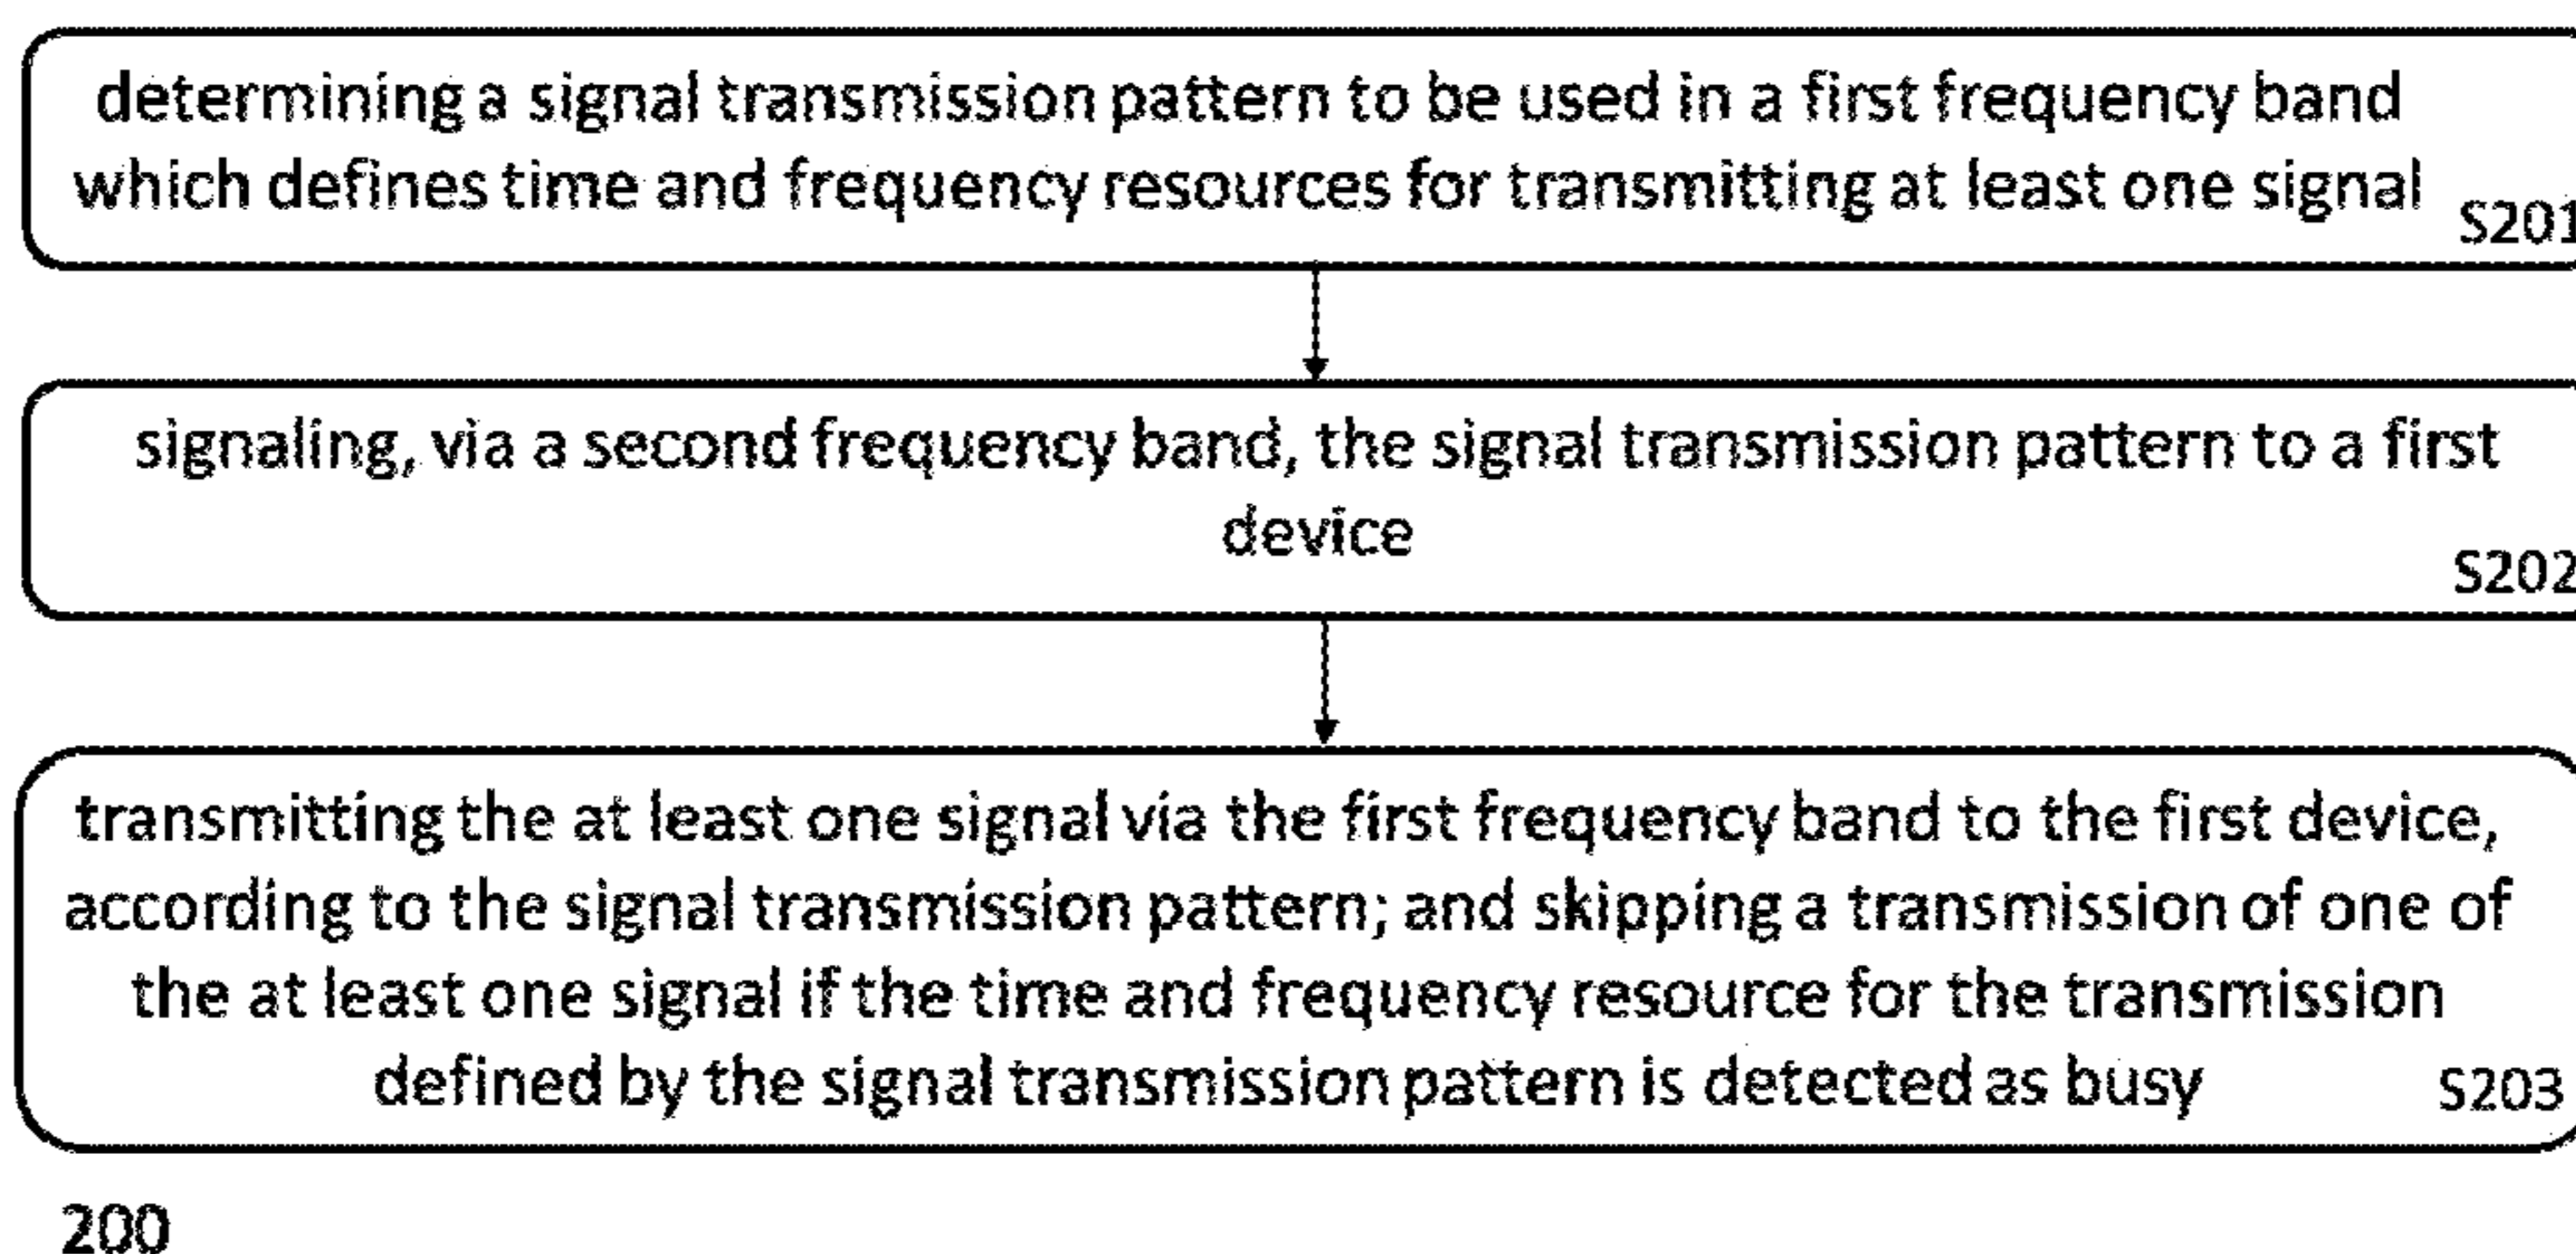 determining a signal transmission pattern to be used in a first frequency band
which defines time and frequency resources for transmitting at least one signal
S201
signaling, via a second frequency band, the signal transmission pattern to a first
device
S202
transmitting the at least one signal via the first frequency band to the first device,
according to the signal transmission pattern; and skipping a transmission of one of
the at least one signal if the time and frequency resource for the transmission
defined by the signal transmission pattern is detected as busy
S203
200